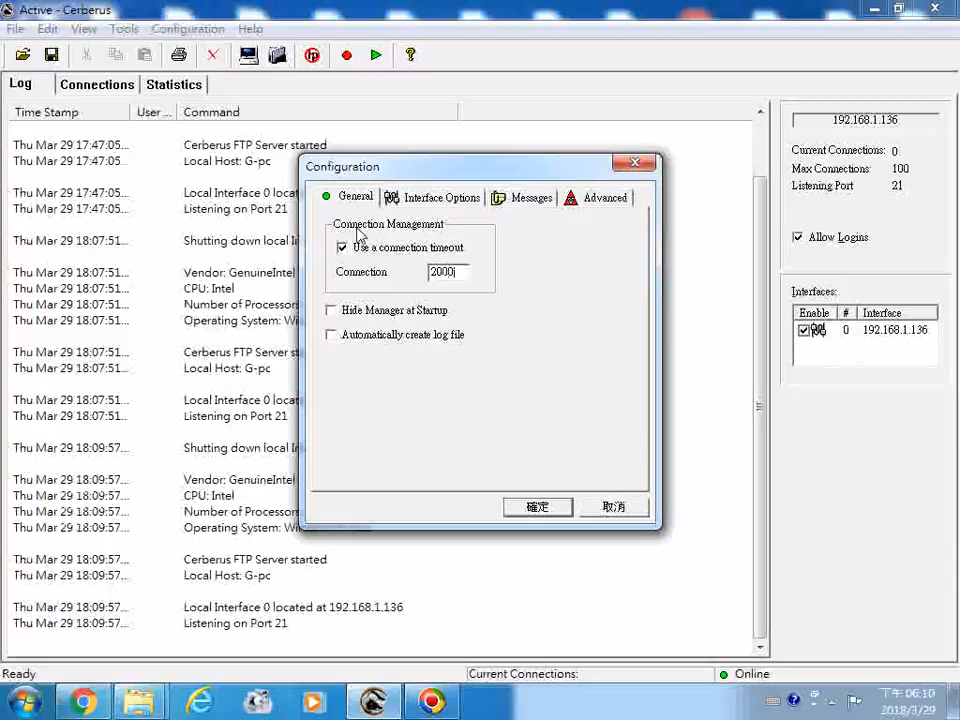 Active - Cerberus
File Edit View Tools Configuration Help
Log Connections Statistics
Time Stamp User ... Command
Thu Mar 29 17:47:05... Cerberus FTP Server started
Thu Mar 29 17:47:05... Local Host: G-pc
Thu Mar 29 17:47:05... Local Interface 0 loca
Thu Mar 29 17:47:05... Listening on Port 21
Thu Mar 29 18:07:51... Shutting down local I
Thu Mar 29 18:07:51... Vendor: GenuineIntel
Thu Mar 29 18:07:51... CPU: Intel
Thu Mar 29 18:07:51... Number of Processors
Thu Mar 29 18:07:51... Operating System: Wi
Thu Mar 29 18:07:51... Cerberus FTP Server
Thu Mar 29 18:07:51... Local Host: G-pc
Thu Mar 29 18:07:51... Local Interface 0 loca
Thu Mar 29 18:07:51... Listening on Port 21
Thu Mar 29 18:09:57... Shutting down local I
Thu Mar 29 18:09:57... Vendor: GenuineIntel
Thu Mar 29 18:09:57... CPU: Intel
Thu Mar 29 18:09:57... Number of Processors
Thu Mar 29 18:09:57... Operating System: Wi
Thu Mar 29 18:09:57... Cerberus FTP Server started
Thu Mar 29 18:09:57... Local Host: G-pc
Thu Mar 29 18:09:57... Local Interface 0 located at 192.168.1.136
Thu Mar 29 18:09:57... Listening on Port 21
Configuration
General Interface Options Messages Advanced
Connection Management
Use a connection timeout
Connection 2000
Hide Manager at Startup
Automatically create log file
確定 取消
192.168.1.136
Current Connections: 0
Max Connections: 100
Listening Port 21
Allow Logins
Interfaces:
Enable # Interface
0 192.168.1.136
Ready Current Connections: Online
下午 06:10
2018/3/29